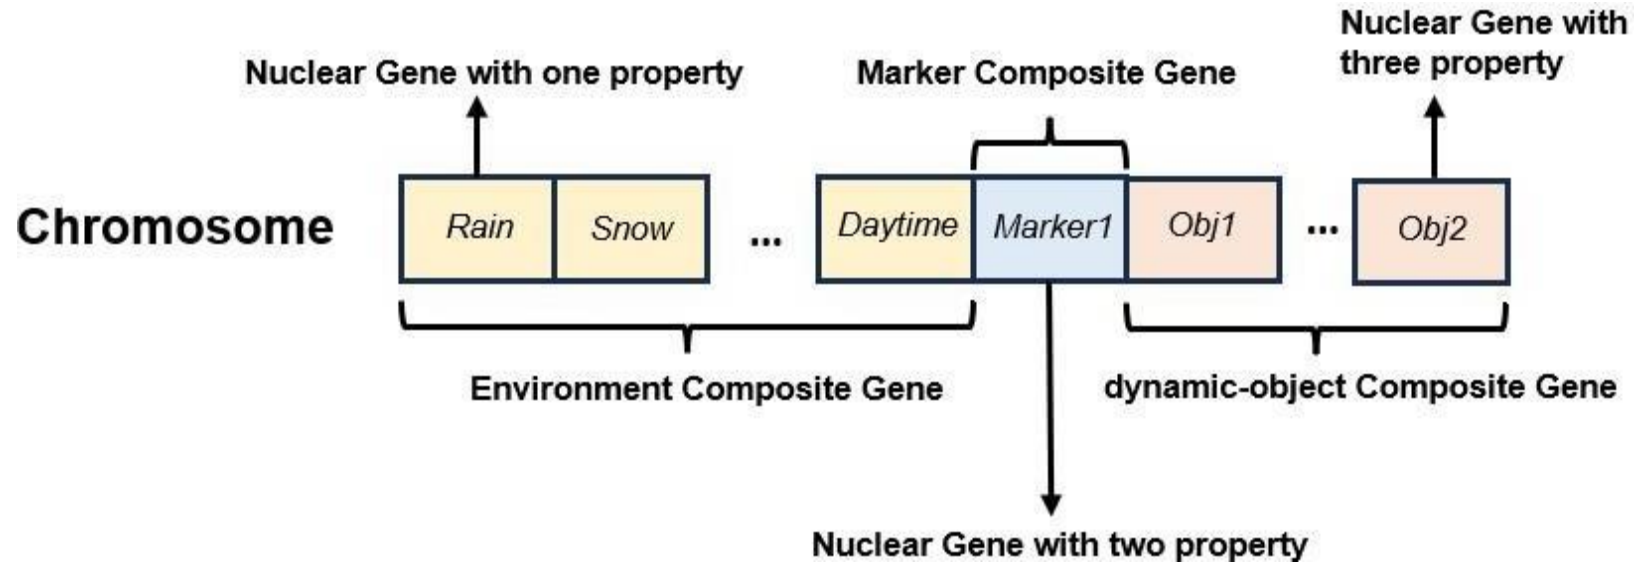 Nuclear Gene with
three property
Nuclear Gene with one property
Marker Composite Gene
Chromosome
Rain
Snow
...
Daytime
Marker1
Obj1
...
Obj2
Environment Composite Gene
dynamic-object Composite Gene
Nuclear Gene with two property